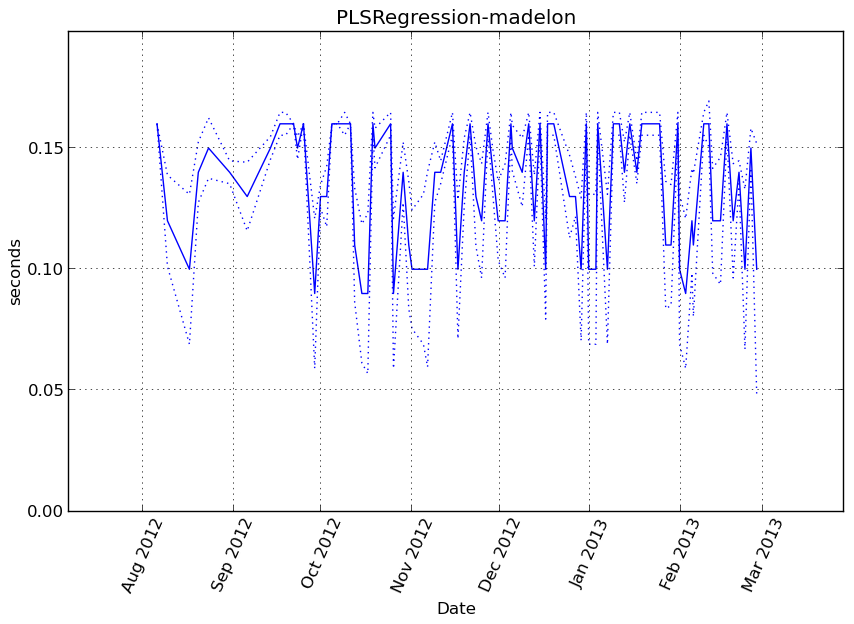 PLSRegression-madelon
seconds
0.15
0.10
0.05
0.00
Aug 2012
Sep 2012
Oct 2012
Nov 2012
Dec 2012
Jan 2013
Feb 2013
Mar 2013
Date